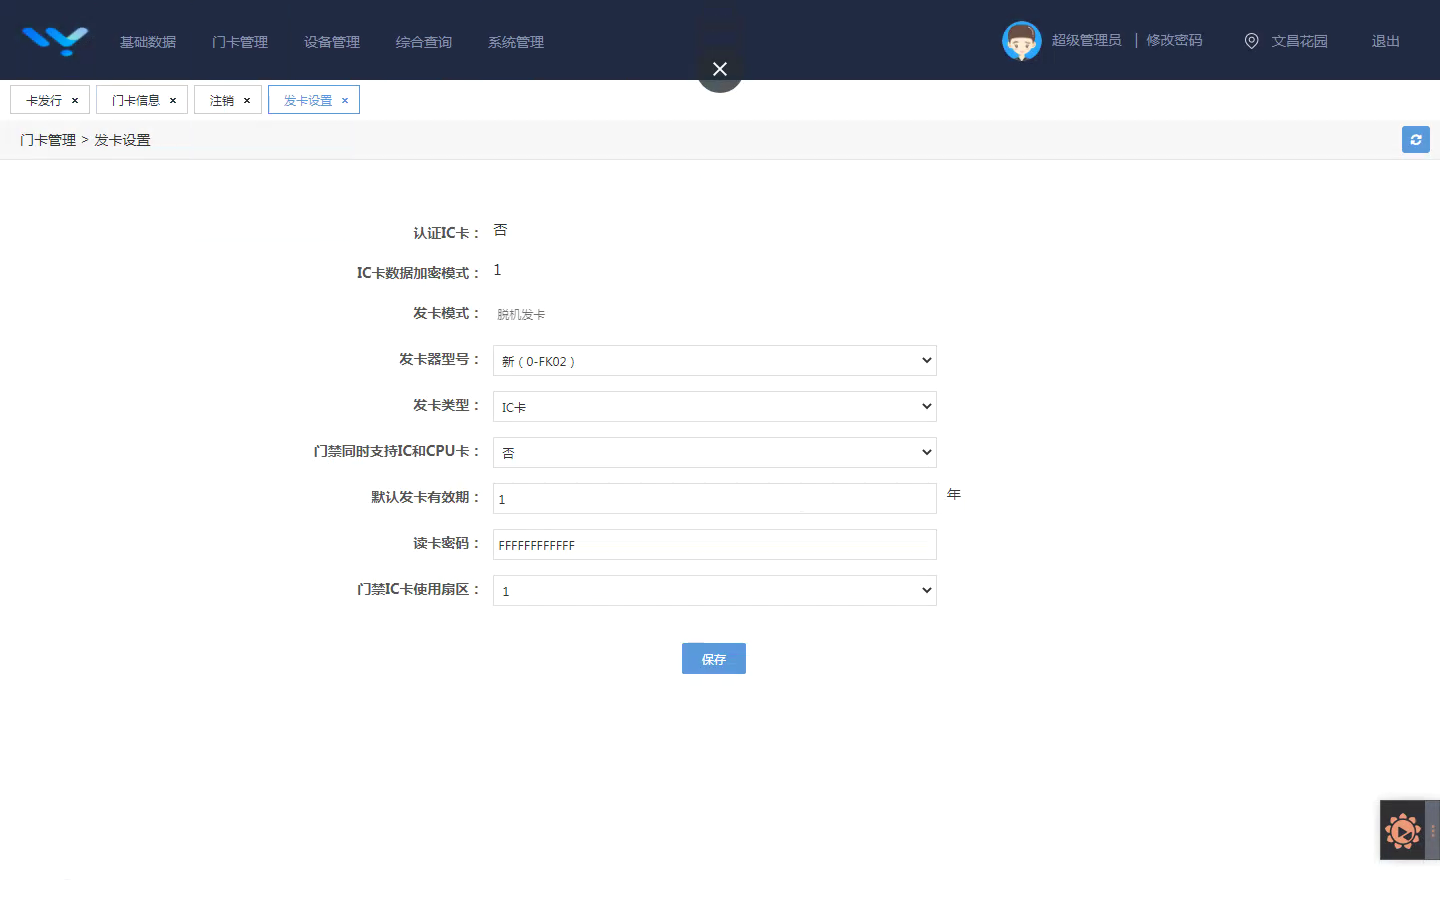 基础数据 门卡管理 设备管理 综合查询 系统管理 超级管理员 | 修改密码 文昌花园 退出
卡发行 × 门卡信息 × 注销 × 发卡设置 ×
门卡管理 > 发卡设置
认证IC卡： 否
IC卡数据加密模式： 1
发卡模式： 脱机发卡
发卡器型号： 新（0-FK02）
发卡类型： IC卡
门禁同时支持IC和CPU卡： 否
默认发卡有效期： 1 年
读卡密码： FFFFFFFFFFFF
门禁IC卡使用扇区： 1
保存